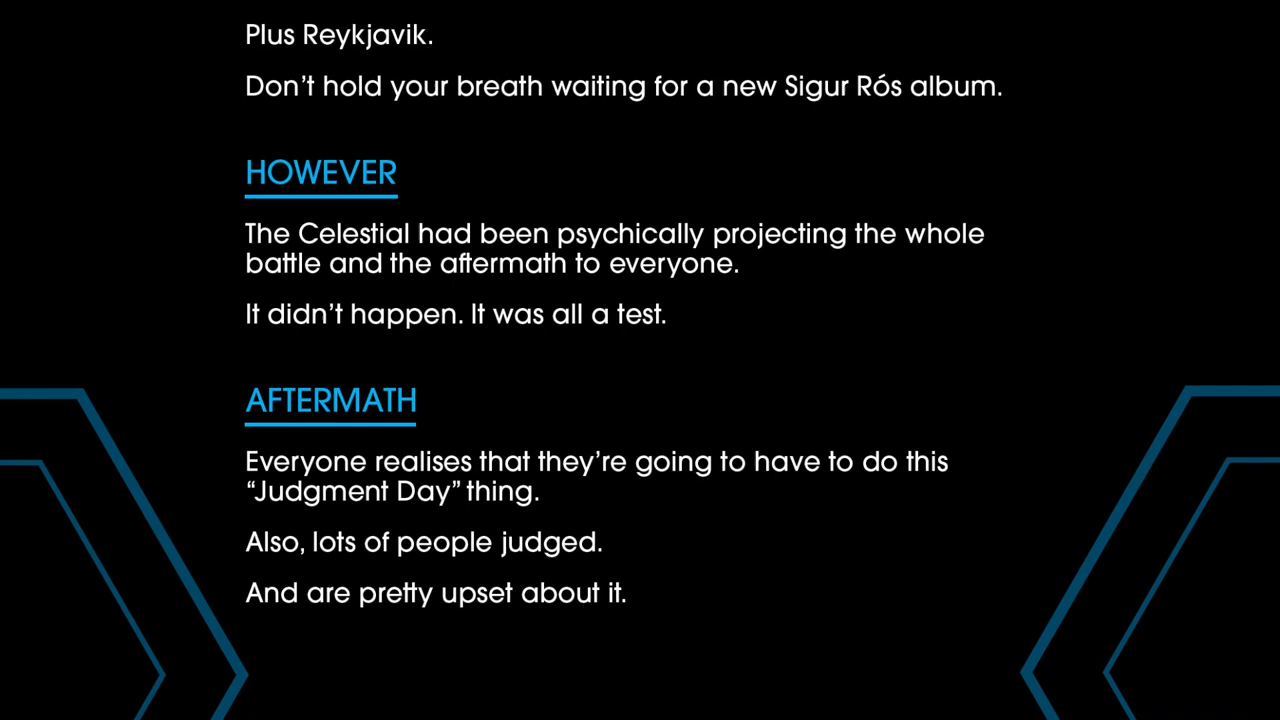 Plus Reykjavik.
Don’t hold your breath waiting for a new Sigur Rós album.
HOWEVER
The Celestial had been psychically projecting the whole
battle and the aftermath to everyone.
It didn’t happen. It was all a test.
AFTERMATH
Everyone realises that they’re going to have to do this
“Judgment Day” thing.
Also, lots of people judged.
And are pretty upset about it.